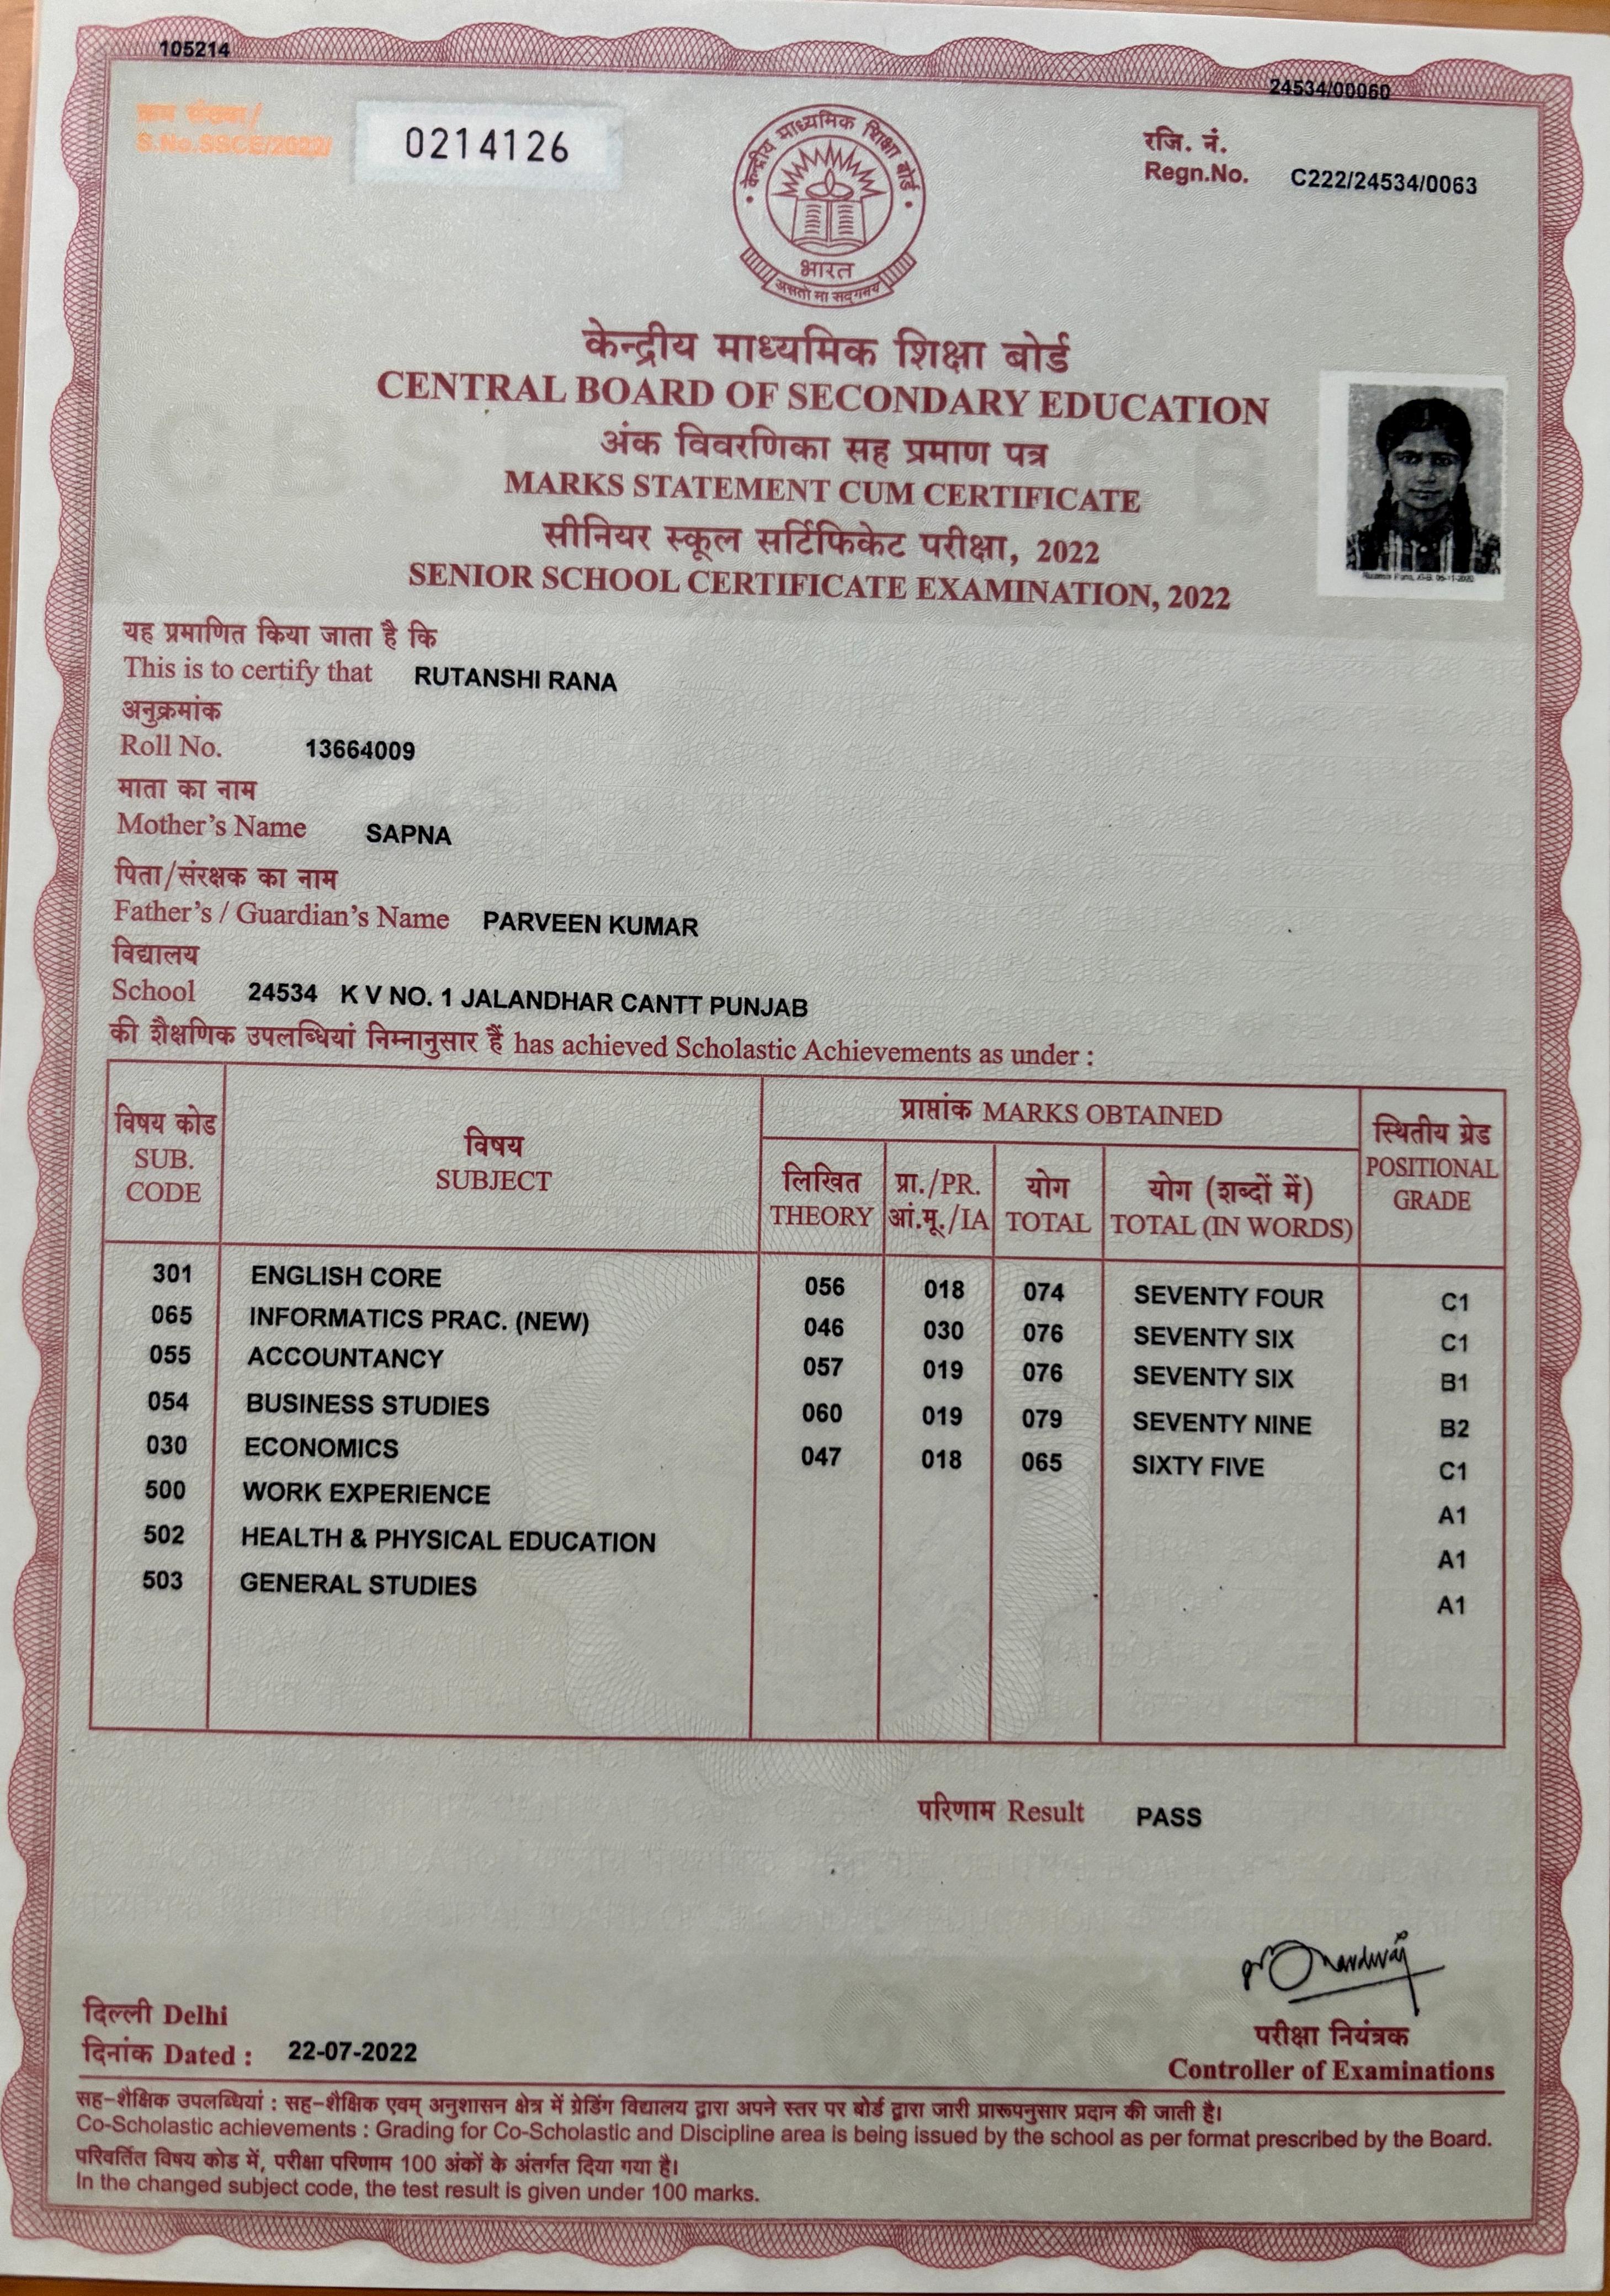 105214
24534/00060
क्रम संख्या/
S.No.SSCE/2022/
0214126
रजि. नं.
Regn.No. C222/24534/0063
केन्द्रीय माध्यमिक शिक्षा बोर्ड
भारत
असतो मा सद्गमय
केन्द्रीय माध्यमिक शिक्षा बोर्ड
CENTRAL BOARD OF SECONDARY EDUCATION
अंक विवरणिका सह प्रमाण पत्र
MARKS STATEMENT CUM CERTIFICATE
सीनियर स्कूल सर्टिफिकेट परीक्षा, 2022
SENIOR SCHOOL CERTIFICATE EXAMINATION, 2022
यह प्रमाणित किया जाता है कि
This is to certify that RUTANSHI RANA
अनुक्रमांक
Roll No. 13664009
माता का नाम
Mother's Name SAPNA
पिता/संरक्षक का नाम
Father's / Guardian's Name PARVEEN KUMAR
विद्यालय
School 24534 K V NO. 1 JALANDHAR CANTT PUNJAB
की शैक्षणिक उपलब्धियां निम्नानुसार हैं has achieved Scholastic Achievements as under :
विषय कोड
SUB.
CODE
विषय
SUBJECT
प्राप्तांक MARKS OBTAINED
लिखित
THEORY
प्रा./PR.
आं.मू./IA
योग
TOTAL
योग (शब्दों में)
TOTAL (IN WORDS)
स्थितीय ग्रेड
POSITIONAL
GRADE
301 ENGLISH CORE 056 018 074 SEVENTY FOUR C1
065 INFORMATICS PRAC. (NEW) 046 030 076 SEVENTY SIX C1
055 ACCOUNTANCY 057 019 076 SEVENTY SIX B1
054 BUSINESS STUDIES 060 019 079 SEVENTY NINE B2
030 ECONOMICS 047 018 065 SIXTY FIVE C1
500 WORK EXPERIENCE A1
502 HEALTH & PHYSICAL EDUCATION A1
503 GENERAL STUDIES A1
परिणाम Result PASS
दिल्ली Delhi
दिनांक Dated : 22-07-2022
परीक्षा नियंत्रक
Controller of Examinations
सह-शैक्षिक उपलब्धियां : सह-शैक्षिक एवम् अनुशासन क्षेत्र में ग्रेडिंग विद्यालय द्वारा अपने स्तर पर बोर्ड द्वारा जारी प्रारूपनुसार प्रदान की जाती है।
Co-Scholastic achievements : Grading for Co-Scholastic and Discipline area is being issued by the school as per format prescribed by the Board.
परिवर्तित विषय कोड में, परीक्षा परिणाम 100 अंकों के अंतर्गत दिया गया है।
In the changed subject code, the test result is given under 100 marks.